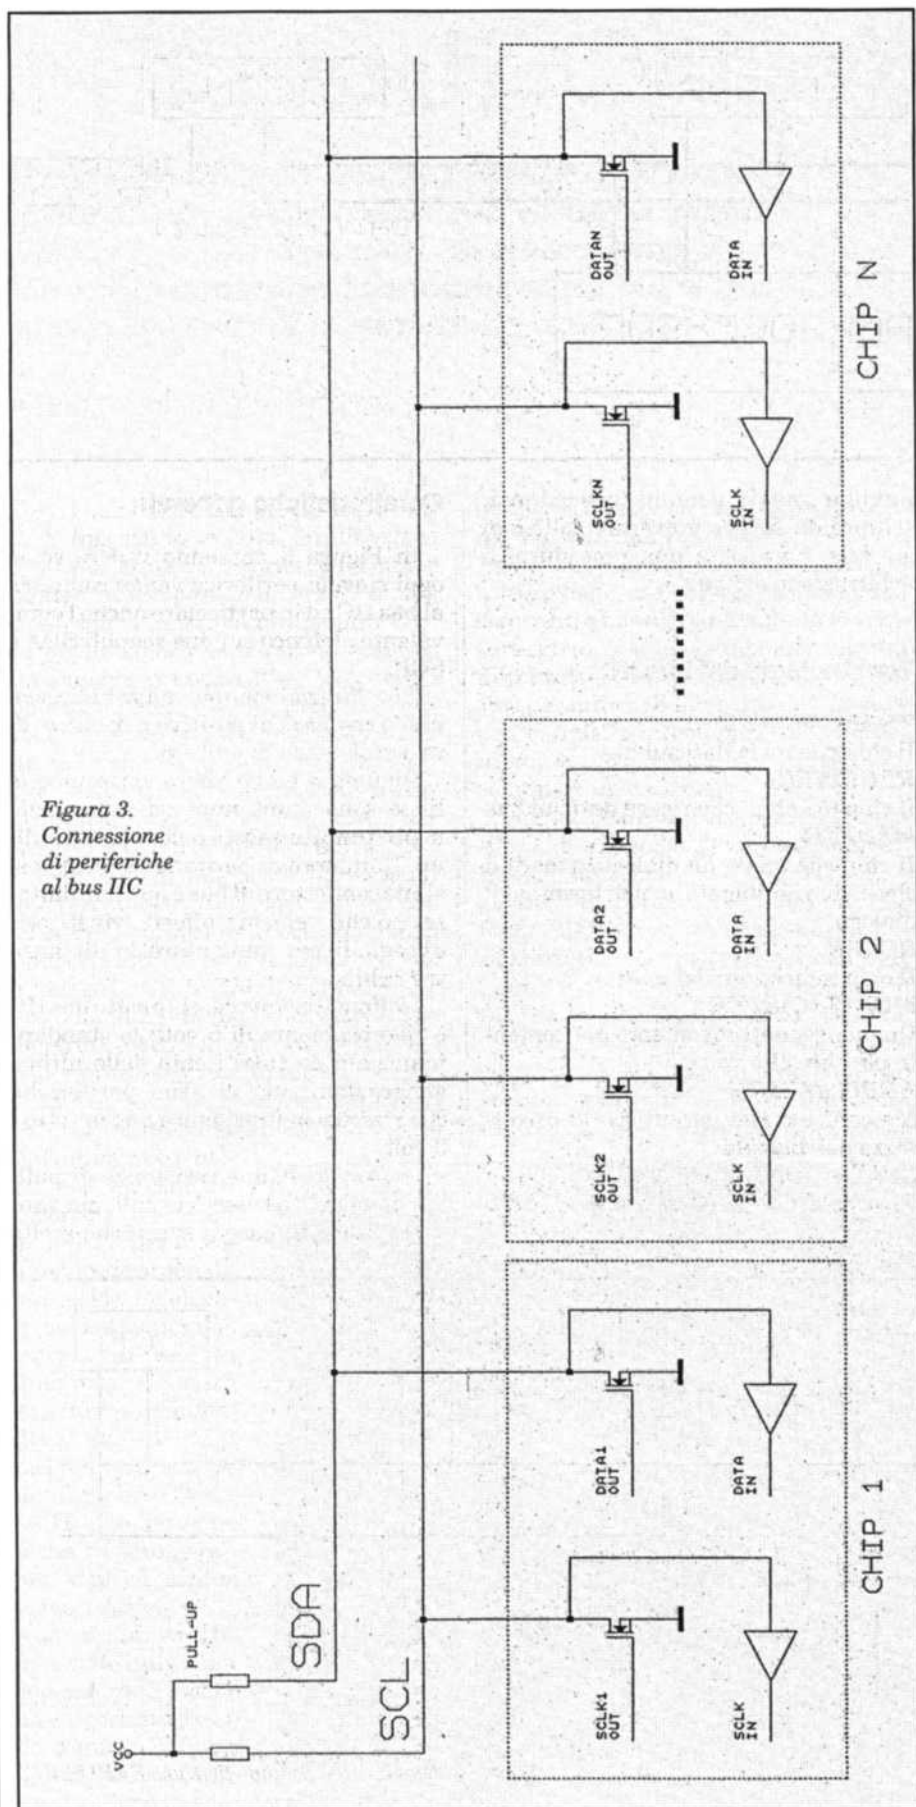 Figura 3.
Connessione
di periferiche
al bus IIC
VCC
PULL-UP
SDA
SCL
SCLK1
OUT
SCLK
IN
DATA1
OUT
DATA
IN
CHIP 1
SCLK2
OUT
SCLK
IN
DATA2
OUT
DATA
IN
CHIP 2
SCLKN
OUT
SCLK
IN
DATAN
OUT
DATA
IN
CHIP N